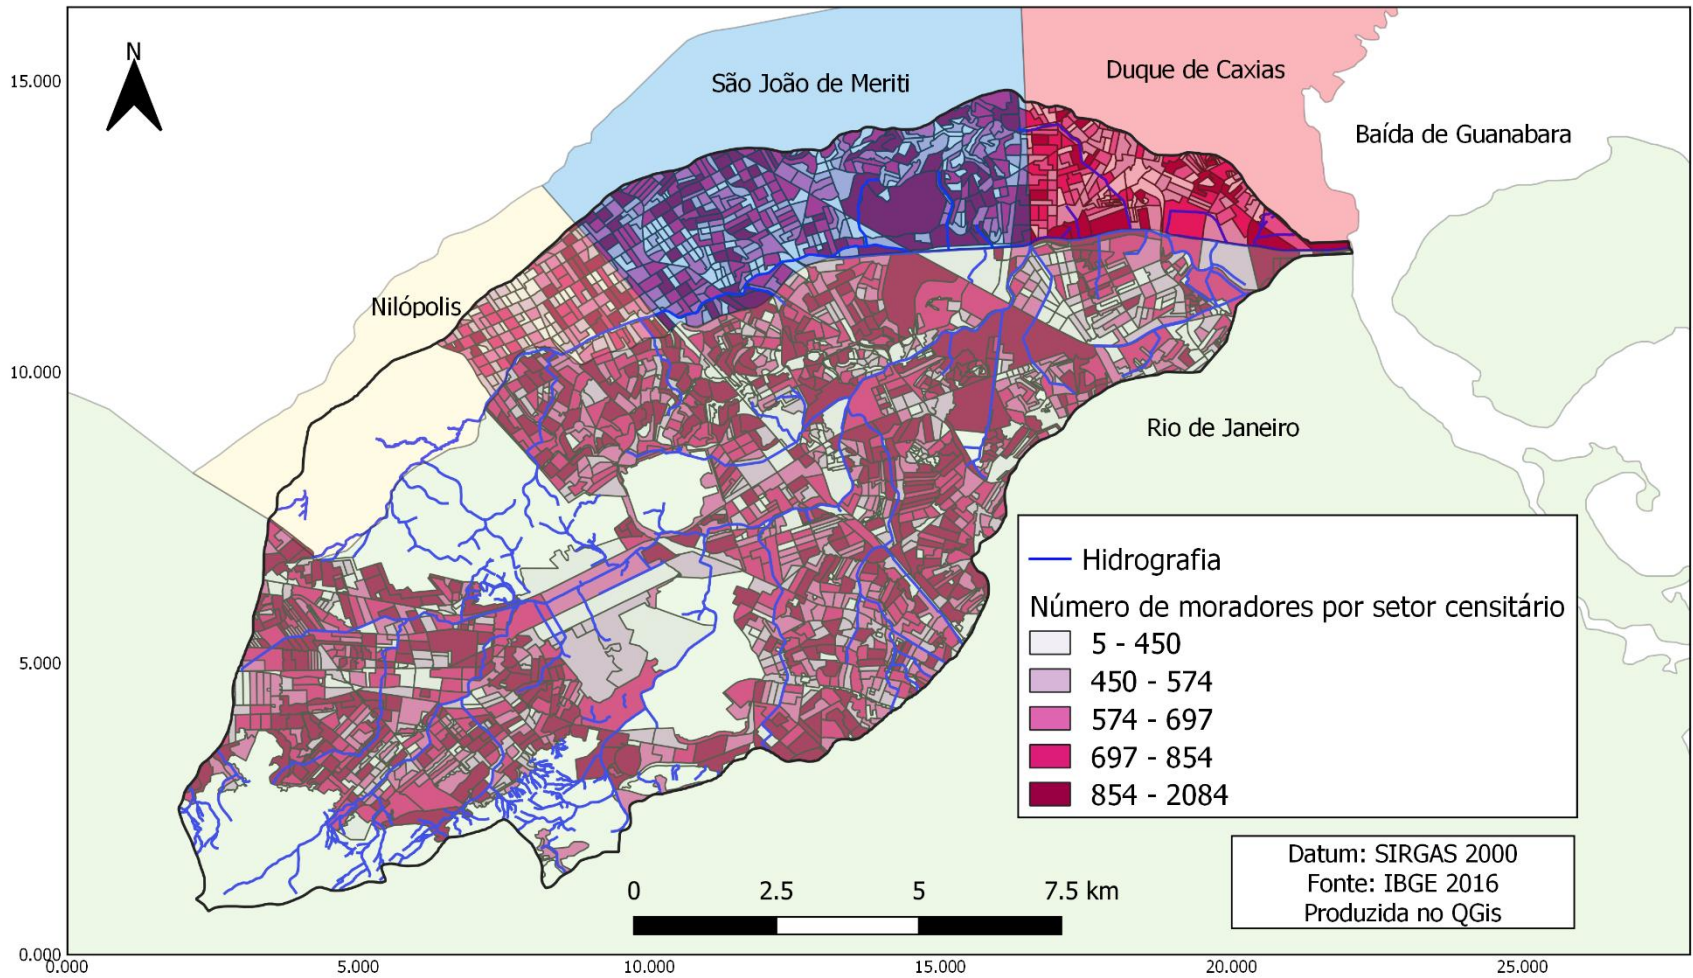 N
São João de Meriti
Duque de Caxias
Baída de Guanabara
Nilópolis
Rio de Janeiro
15.000
10.000
5.000
0.000
0.000
5.000
10.000
15.000
20.000
25.000
Hidrografia
Número de moradores por setor censitário
5 - 450
450 - 574
574 - 697
697 - 854
854 - 2084
0 2.5 5 7.5 km
Datum: SIRGAS 2000
Fonte: IBGE 2016
Produzida no QGis